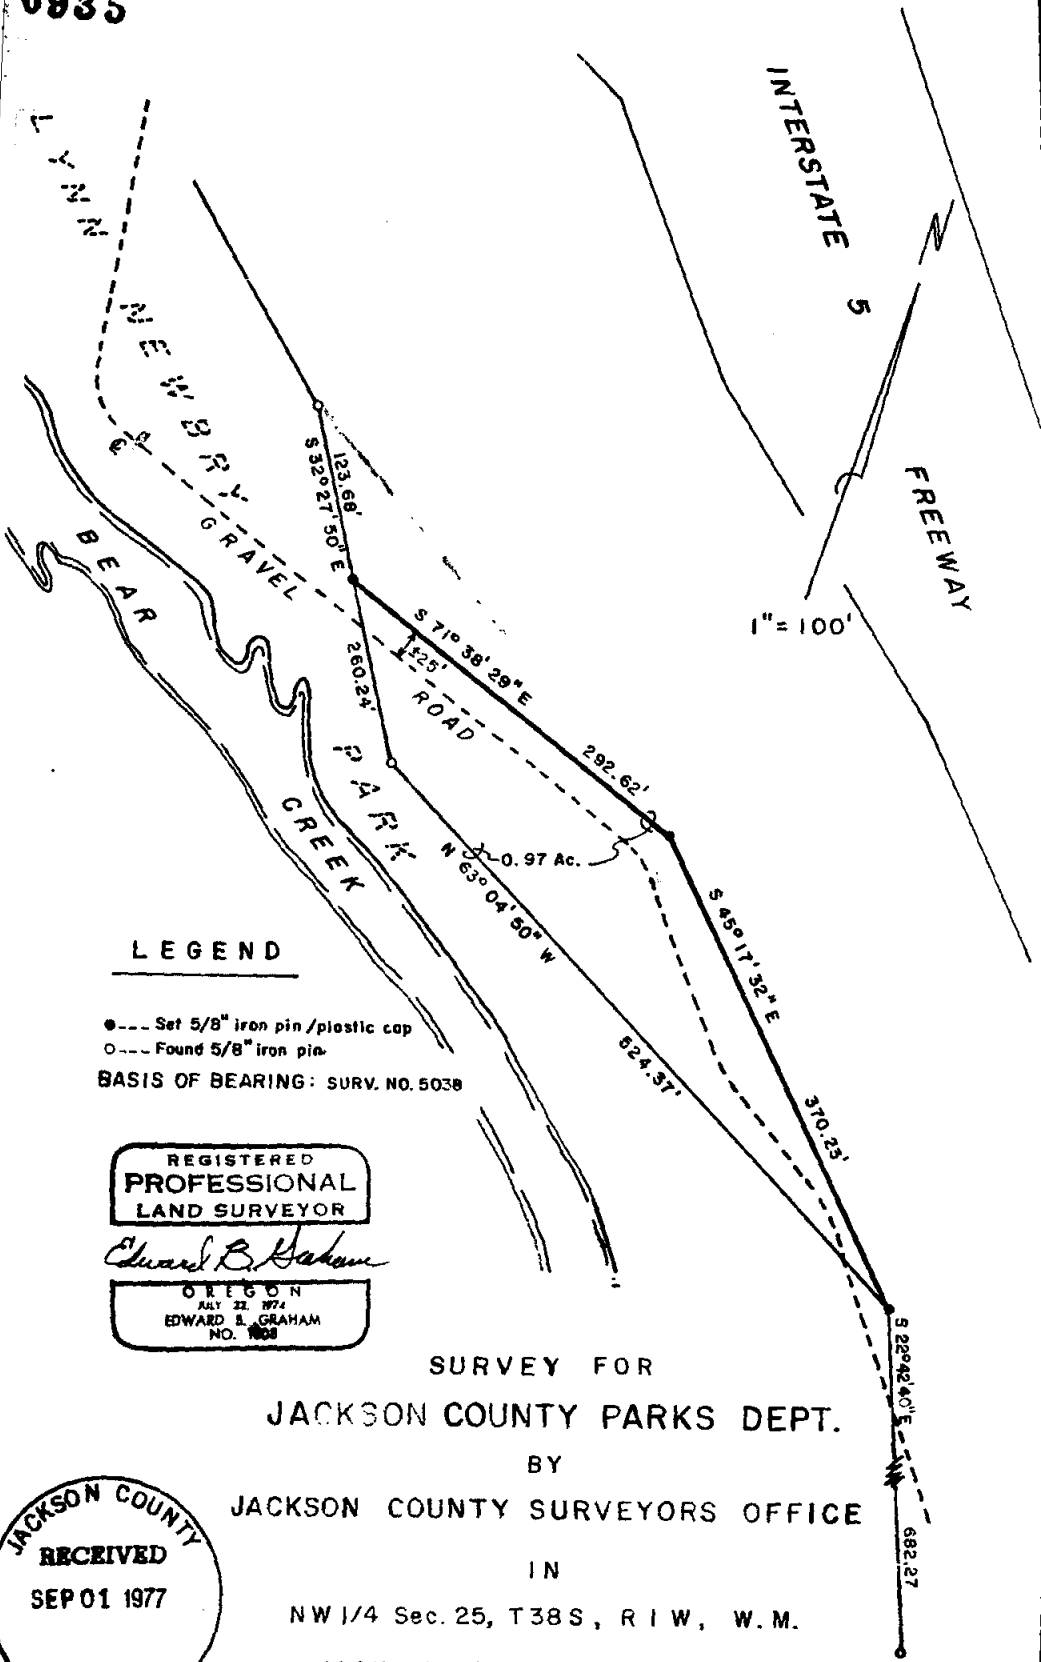 0935
INTERSTATE 5
FREEWAY
N
1"= 100'
LYNN
NEWBRY
PARK
GRAVEL
ROAD
BEAR
CREEK
123.68'
S 32° 27' 50" E
260.24'
S 71° 38' 29" E
±25'
292.62'
0.97 Ac.
N 63° 04' 50" W
524.37'
S 45° 17' 32" E
370.23'
S 22° 42' 40" E
682.27
LEGEND
●--- Set 5/8" iron pin/plastic cap
○--- Found 5/8" iron pin
BASIS OF BEARING: SURV. NO. 5038
REGISTERED
PROFESSIONAL
LAND SURVEYOR
Edward B. Graham
OREGON
JULY 22, 1974
EDWARD B. GRAHAM
NO.
SURVEY FOR
JACKSON COUNTY PARKS DEPT.
BY
JACKSON COUNTY SURVEYORS OFFICE
IN
NW 1/4 Sec. 25, T38S, R1W, W.M.
JACKSON COUNTY
RECEIVED
SEP 01 1977